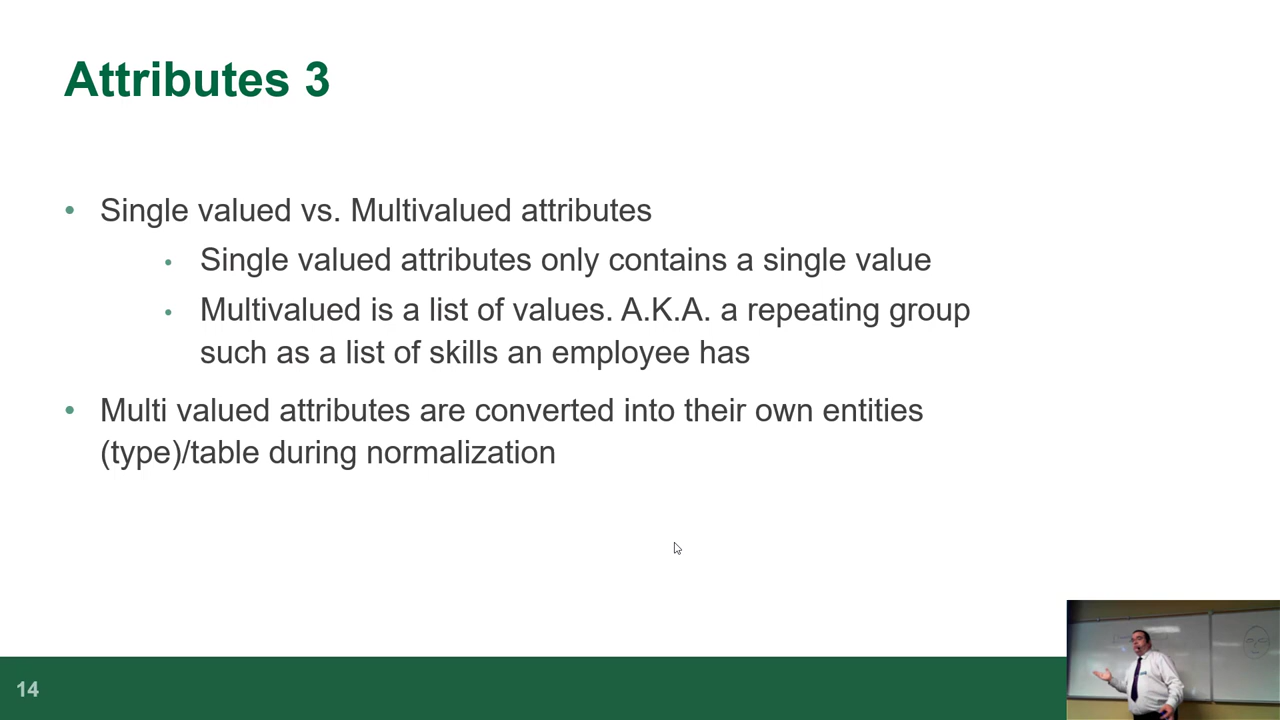 Attributes 3
• Single valued vs. Multivalued attributes
• Single valued attributes only contains a single value
• Multivalued is a list of values. A.K.A. a repeating group
such as a list of skills an employee has
• Multi valued attributes are converted into their own entities
(type)/table during normalization
14